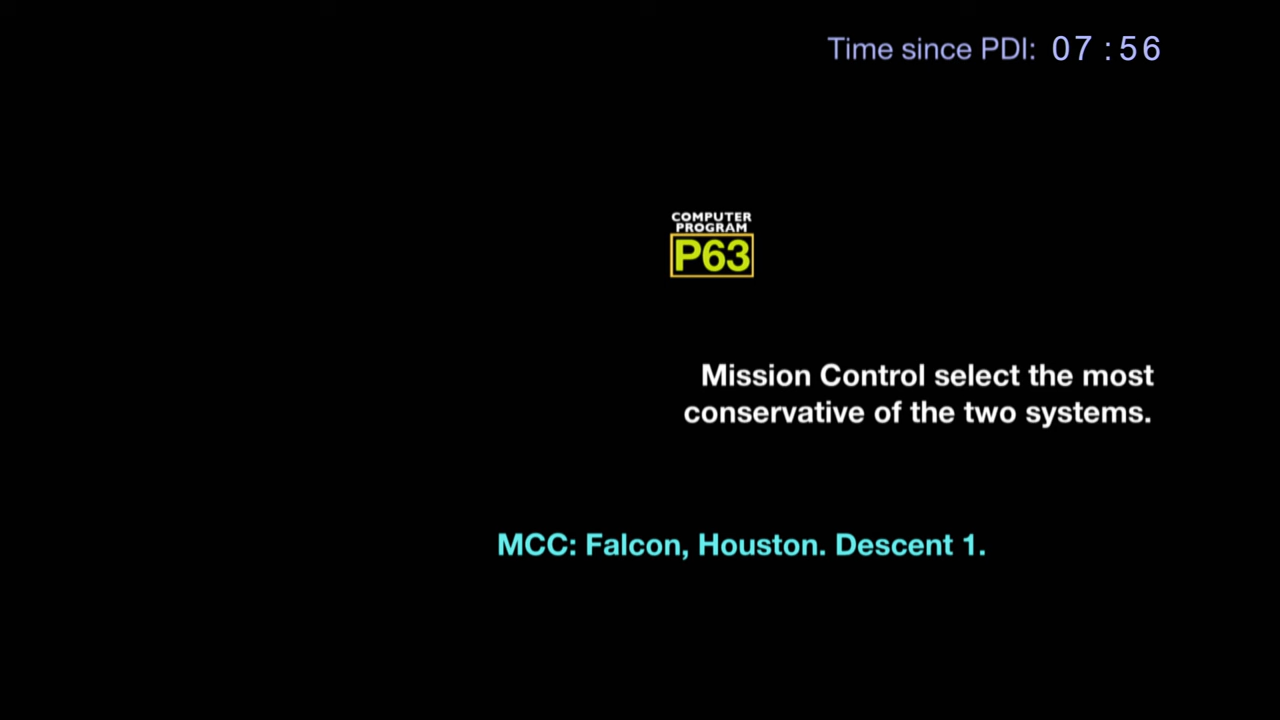 Time since PDI: 07:56
COMPUTER
PROGRAM
P63
Mission Control select the most
conservative of the two systems.
MCC: Falcon, Houston. Descent 1.